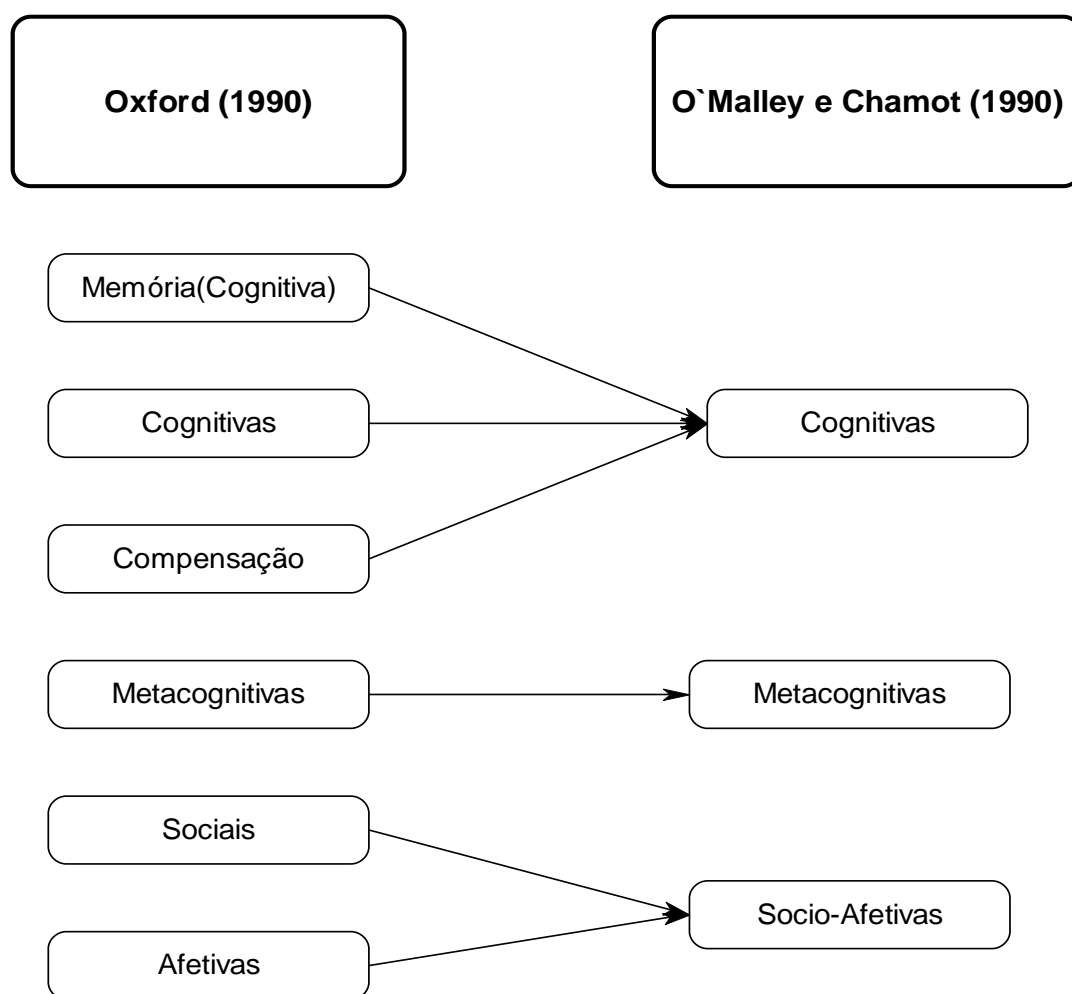 Oxford (1990)
O`Malley e Chamot (1990)
Memória(Cognitiva)
Cognitivas
Cognitivas
Compensação
Metacognitivas
Metacognitivas
Sociais
Socio-Afetivas
Afetivas